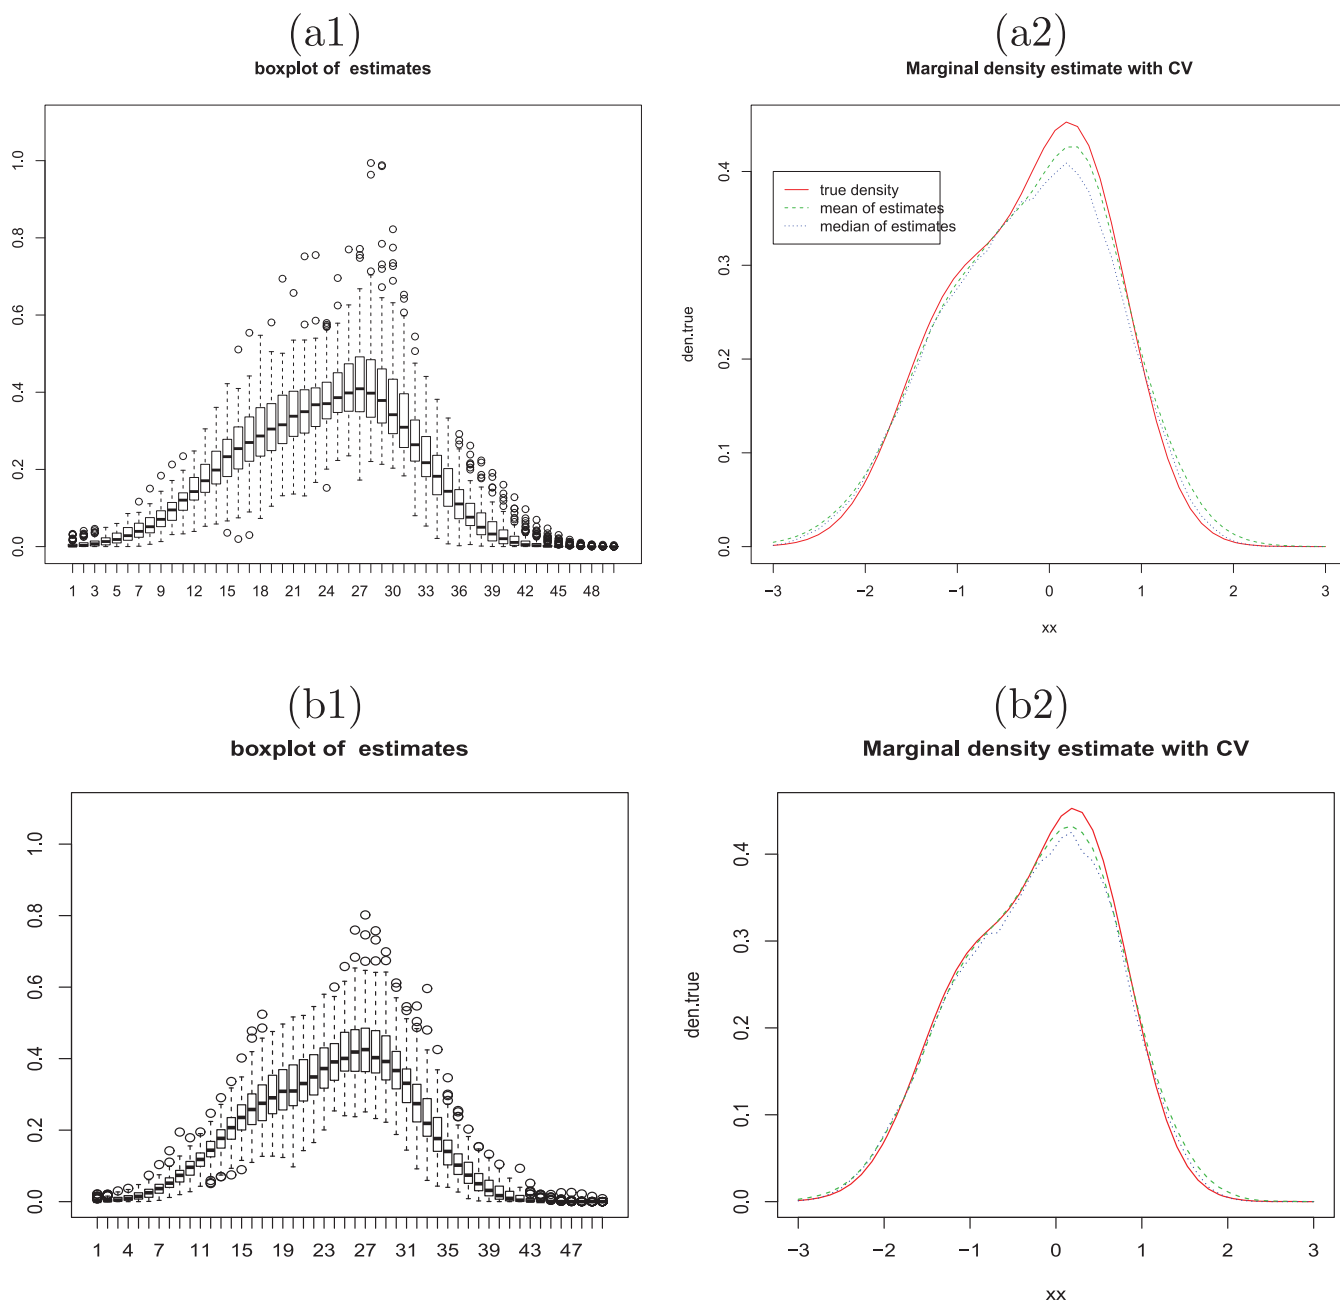 (a1)
boxplot of estimates
0.0 0.2 0.4 0.6 0.8 1.0
1 3 5 7 9 12 15 18 21 24 27 30 33 36 39 42 45 48
(a2)
Marginal density estimate with CV
den.true
0.0 0.1 0.2 0.3 0.4
true density
mean of estimates
median of estimates
−3 −2 −1 0 1 2 3
xx
(b1)
boxplot of estimates
0.0 0.2 0.4 0.6 0.8 1.0
1 4 7 11 15 19 23 27 31 35 39 43 47
(b2)
Marginal density estimate with CV
den.true
0.0 0.1 0.2 0.3 0.4
−3 −2 −1 0 1 2 3
xx